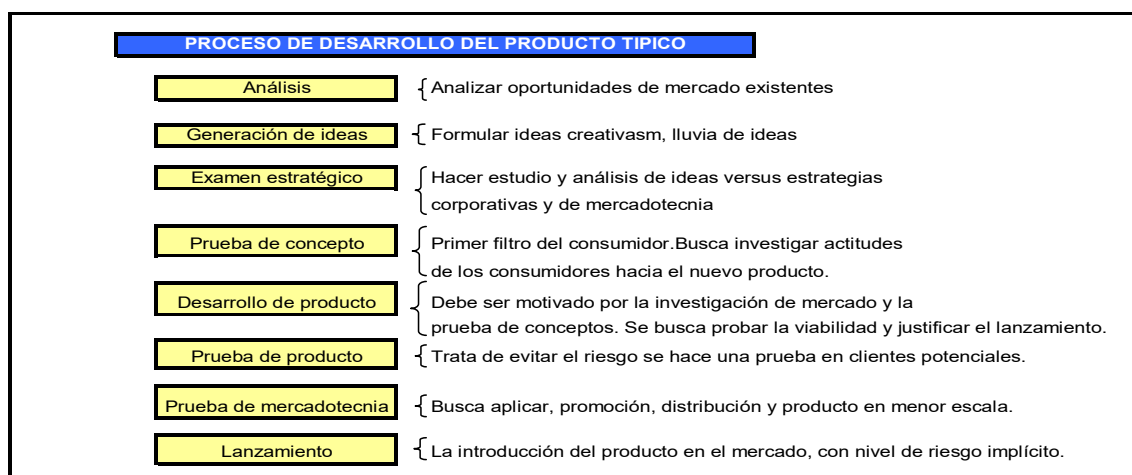 PROCESO DE DESARROLLO DEL PRODUCTO TIPICO
Análisis { Analizar oportunidades de mercado existentes
Generación de ideas { Formular ideas creativasm, lluvia de ideas
Examen estratégico { Hacer estudio y análisis de ideas versus estrategias
corporativas y de mercadotecnia
Prueba de concepto { Primer filtro del consumidor.Busca investigar actitudes
de los consumidores hacia el nuevo producto.
Desarrollo de producto { Debe ser motivado por la investigación de mercado y la
prueba de conceptos. Se busca probar la viabilidad y justificar el lanzamiento.
Prueba de producto { Trata de evitar el riesgo se hace una prueba en clientes potenciales.
Prueba de mercadotecnia { Busca aplicar, promoción, distribución y producto en menor escala.
Lanzamiento { La introducción del producto en el mercado, con nivel de riesgo implícito.